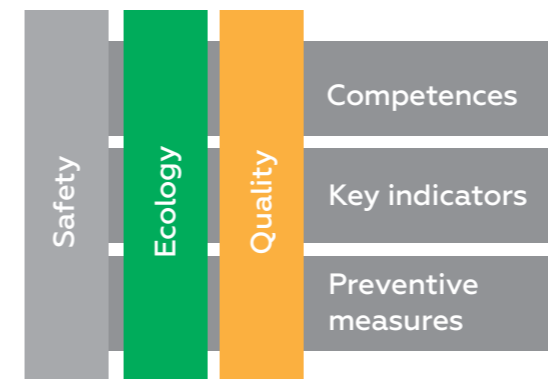 Safety
Ecology
Quality
Competences
Key indicators
Preventive
measures